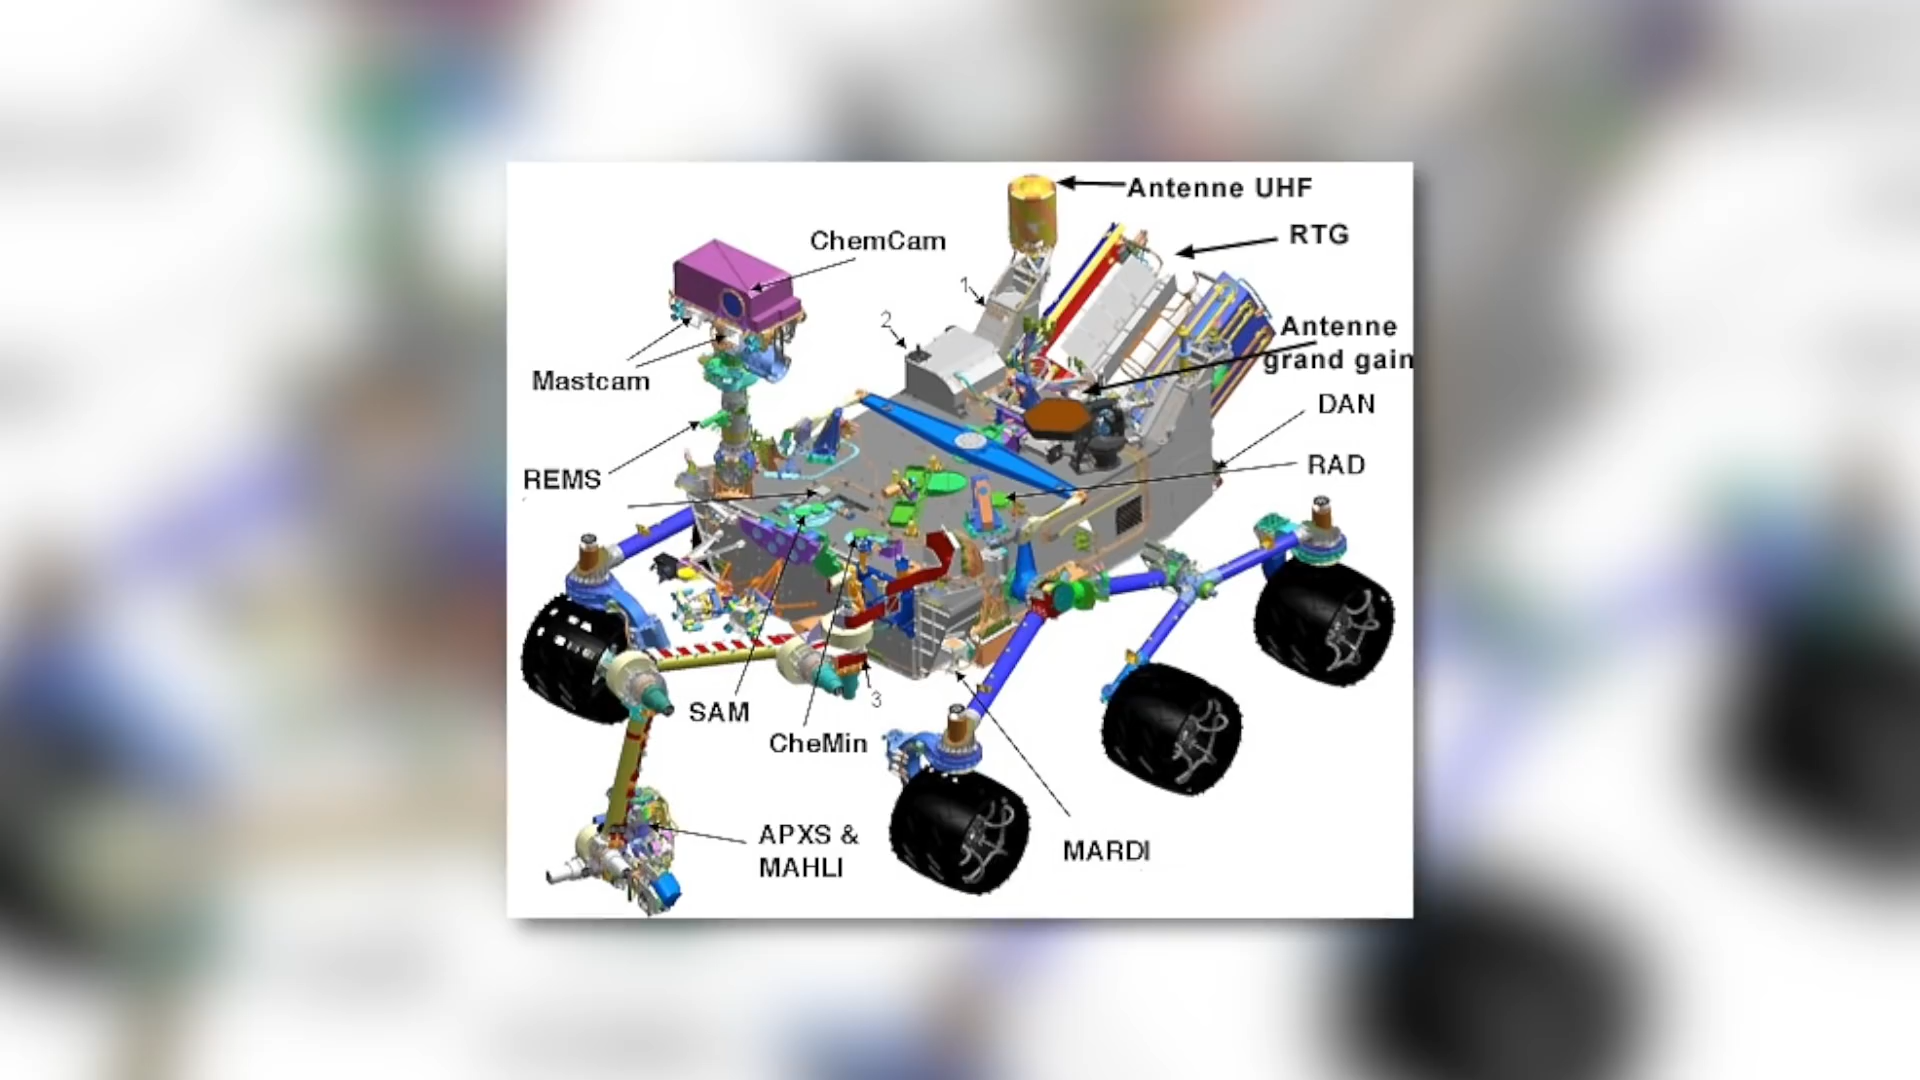 Antenne UHF
RTG
ChemCam
1
2
Antenne
grand gain
Mastcam
DAN
RAD
REMS
3
SAM
CheMin
APXS &
MAHLI
MARDI